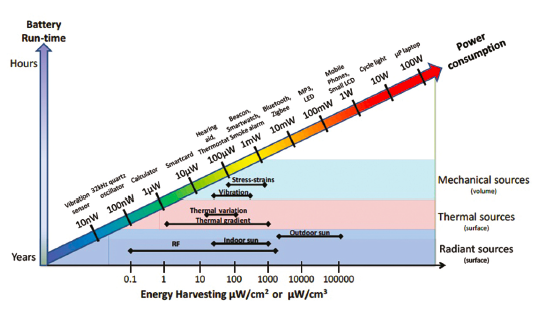 Battery
Run-time
Hours
Years
Power
consumption
Vibration
sensor
10nW
32kHz quartz
oscillator
100nW
Calculator
1µW
Smartcard
10µW
Hearing
aid,
Thermostat
100µW
Beacon,
Smartwatch,
Smoke alarm
1mW
Bluetooth,
Zigbee
10mW
MP3,
LED
100mW
Mobile
Phones,
Small LCD
1W
Cycle light
10W
µP laptop
100W
Stress-strains
Vibration
Mechanical sources
(volume)
Thermal variation
Thermal gradient
Thermal sources
(surface)
Outdoor sun
Indoor sun
RF
Radiant sources
(surface)
0.1 1 10 100 1000 10000 100000
Energy Harvesting µW/cm² or µW/cm³